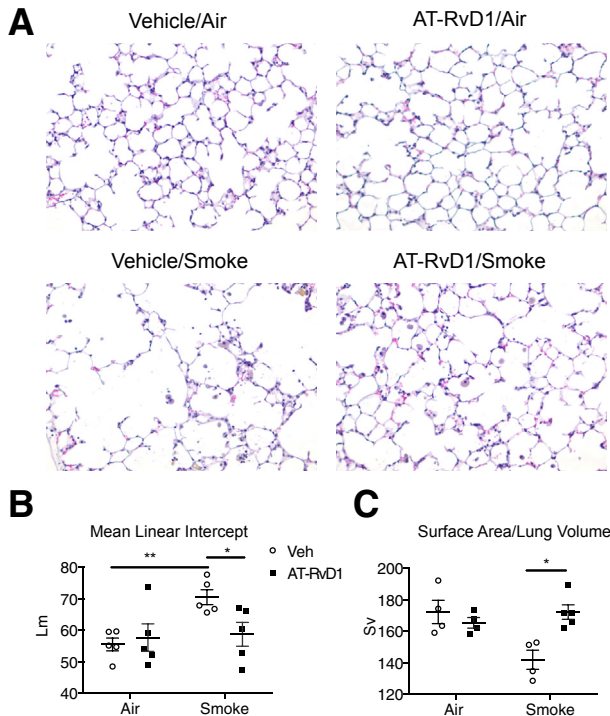 A
Vehicle/Air
AT-RvD1/Air
Vehicle/Smoke
AT-RvD1/Smoke
B
Mean Linear Intercept
**
*
Veh
AT-RvD1
Lm
80
70
60
50
40
Air
Smoke
C
Surface Area/Lung Volume
*
Sv
200
180
160
140
120
Air
Smoke